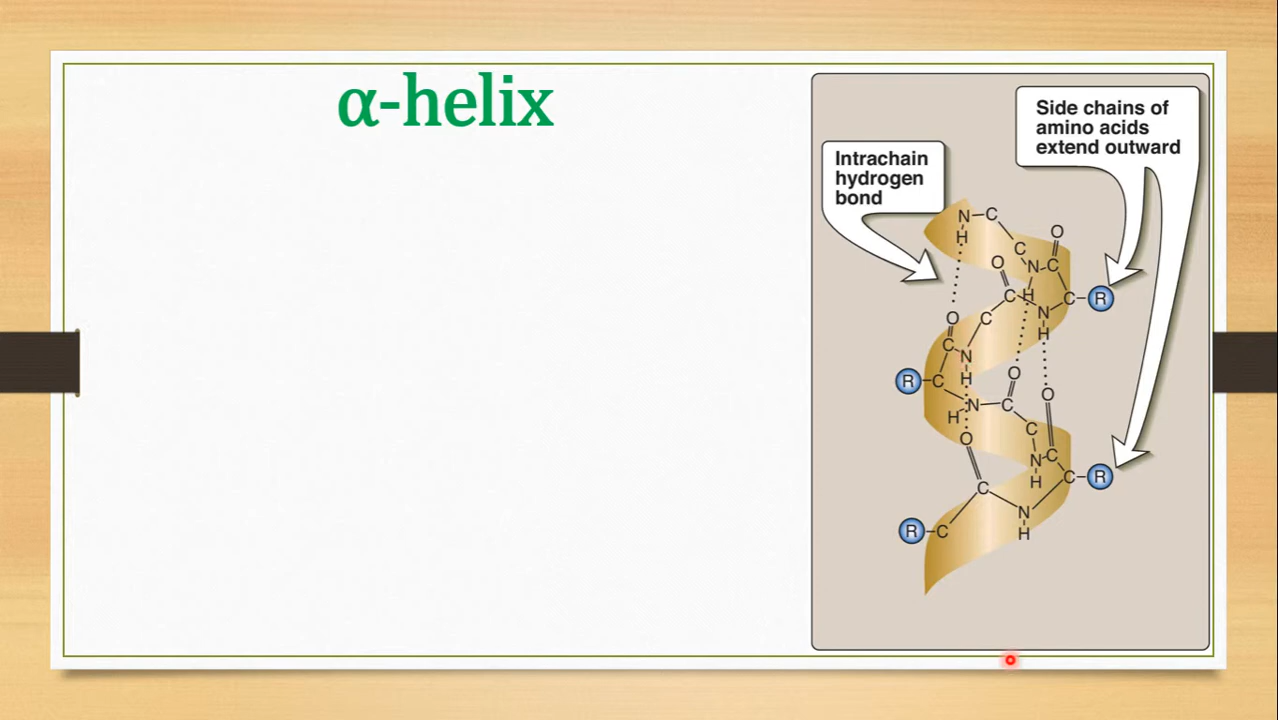 α-helix
Side chains of
amino acids
extend outward
Intrachain
hydrogen
bond
N C
H
O
C
O
N C
C H C R
N
O C H
C N
H O
R C O
N C
H C
O N C
H C R
C
N
R C H